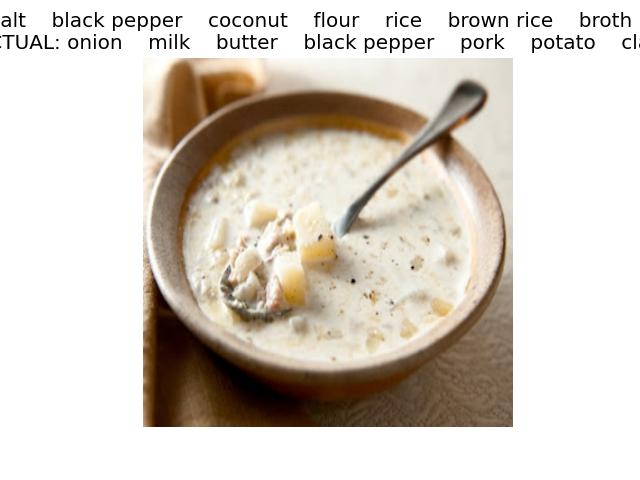 alt black pepper coconut flour rice brown rice broth
CTUAL: onion milk butter black pepper pork potato cla